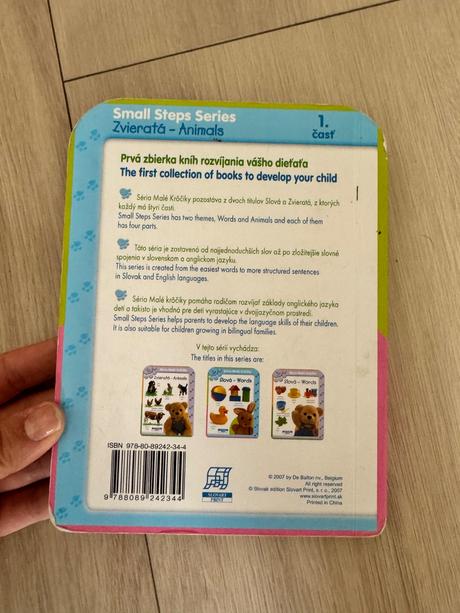 Small Steps Series
Zvieratá - Animals
1.
časť
Prvá zbierka kníh rozvíjania vášho dieťaťa
The first collection of books to develop your child
Séria Malé Krôčiky pozostáva z dvoch titulov Slová a Zvieratá, z ktorých
každý má štyri časti.
Small Steps Series has two themes, Words and Animals and each of them
has four parts.
Táto séria je zostavená od najjednoduchších slov až po zložitejšie slovné
spojenia v slovenskom a anglickom jazyku.
This series is created from the easiest words to more structured sentences
in Slovak and English languages.
Séria Malé krôčiky pomáha rodičom rozvíjať základy anglického jazyka
detí a takisto je vhodná pre deti vyrastajúce v dvojjazyčnom prostredí.
Small Steps Series helps parents to develop the language skills of their children.
It is also suitable for children growing in bilingual families.
V tejto sérii vychádza:
The titles in this series are:
Zvieratá - Animals
Slová - Words
Slová - Words
ISBN 978-80-89242-34-4
9 788089 242344
SLOVART
PRINT
© 2007 by De Ballon nv., Belgium
All right reserved
© Slovak edition Slovart Print, s. r. o., 2007
www.slovartprint.sk
Printed in China